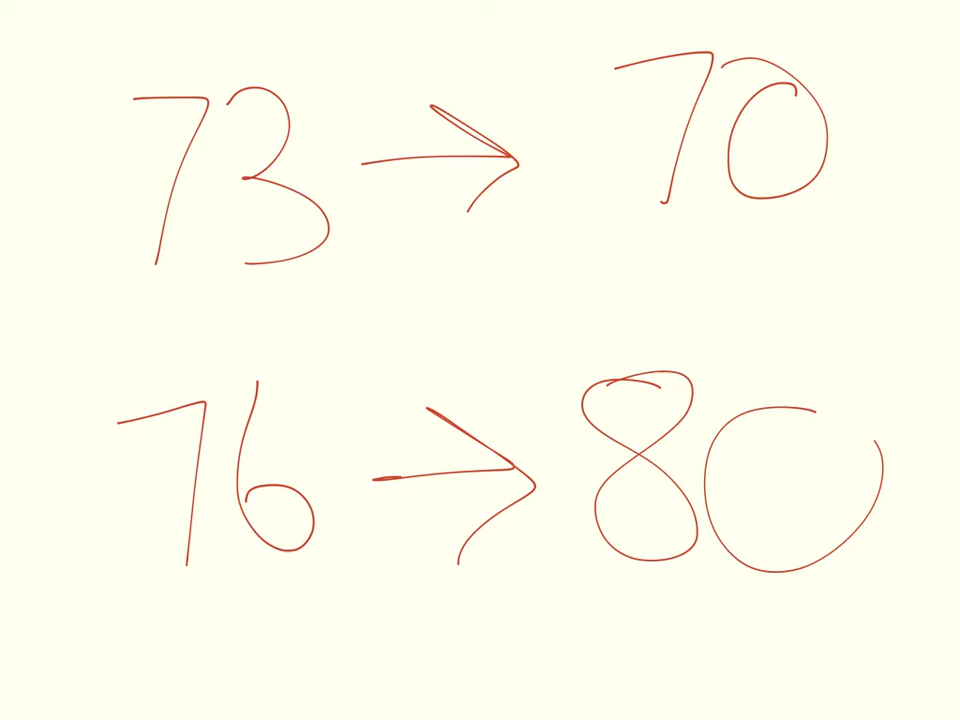 73 → 70
76 → 80